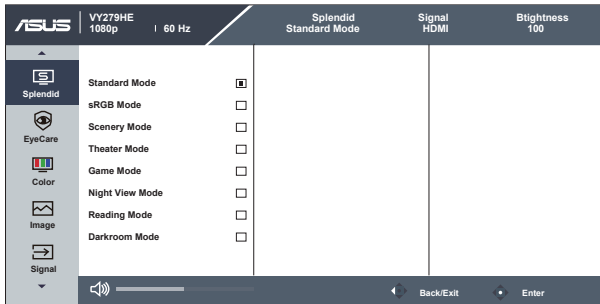 ASUS
VY279HE
1080p
60 Hz
Splendid
Standard Mode
Signal
HDMI
Btightness
100
Splendid
EyeCare
Color
Image
Signal
Standard Mode
sRGB Mode
Scenery Mode
Theater Mode
Game Mode
Night View Mode
Reading Mode
Darkroom Mode
Back/Exit
Enter